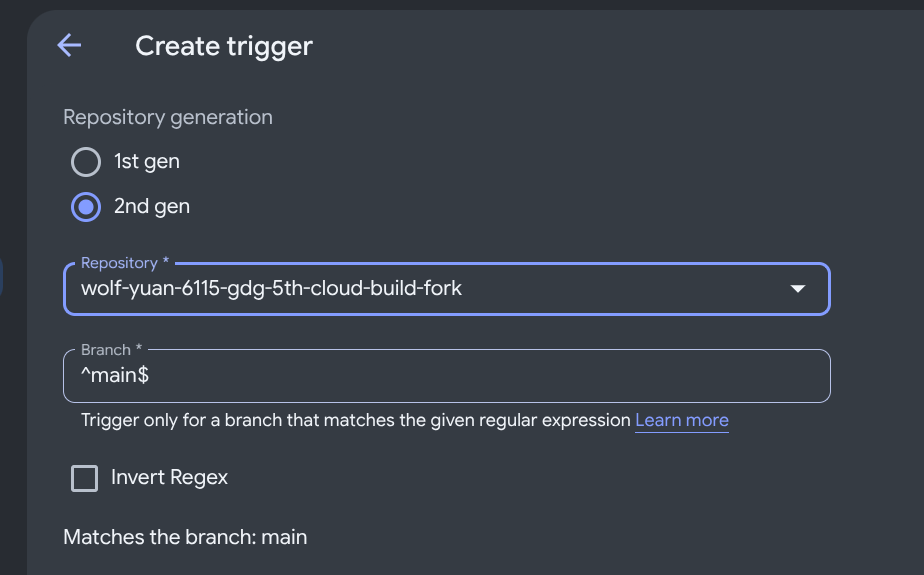 Create trigger
Repository generation
1st gen
2nd gen
Repository *
wolf-yuan-6115-gdg-5th-cloud-build-fork
Branch *
^main$
Trigger only for a branch that matches the given regular expression Learn more
Invert Regex
Matches the branch: main